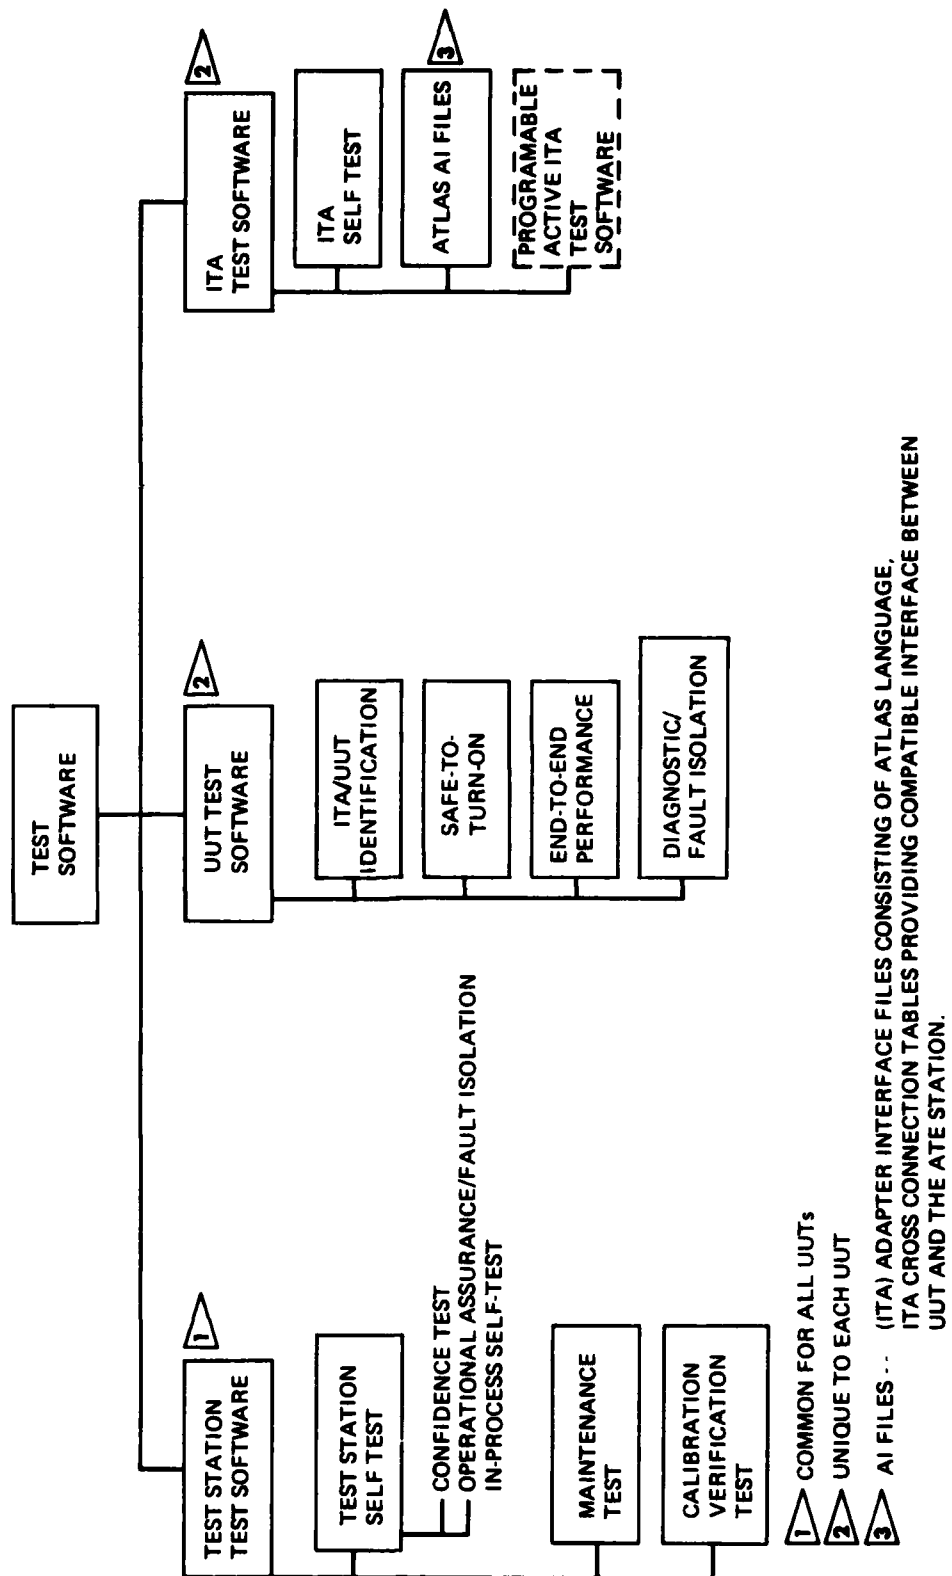 TEST
SOFTWARE
TEST STATION
TEST SOFTWARE
1
TEST STATION
SELF TEST
CONFIDENCE TEST
OPERATIONAL ASSURANCE/FAULT ISOLATION
IN-PROCESS SELF-TEST
MAINTENANCE
TEST
CALIBRATION
VERIFICATION
TEST
UUT TEST
SOFTWARE
2
ITA/UUT
IDENTIFICATION
SAFE-TO-
TURN-ON
END-TO-END
PERFORMANCE
DIAGNOSTIC/
FAULT ISOLATION
ITA
TEST SOFTWARE
2
ITA
SELF TEST
ATLAS AI FILES
3
PROGRAMABLE
ACTIVE ITA
TEST
SOFTWARE
1 COMMON FOR ALL UUTs
2 UNIQUE TO EACH UUT
3 AI FILES -- (ITA) ADAPTER INTERFACE FILES CONSISTING OF ATLAS LANGUAGE,
ITA CROSS CONNECTION TABLES PROVIDING COMPATIBLE INTERFACE BETWEEN
UUT AND THE ATE STATION.